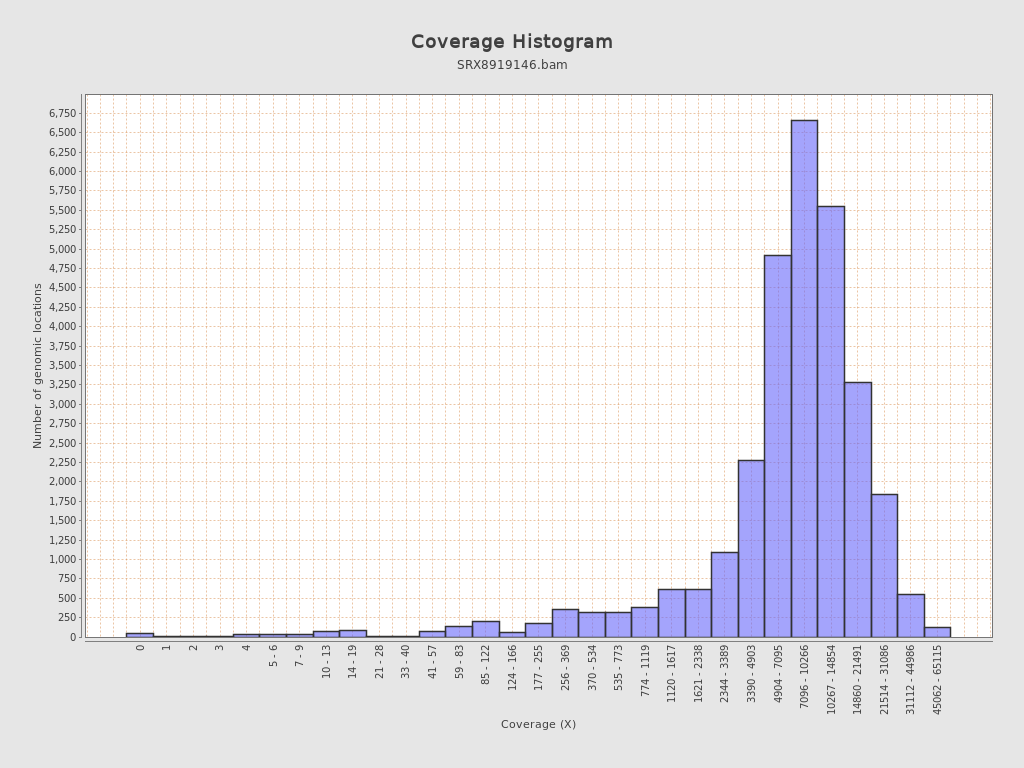 Coverage Histogram
SRX8919146.bam
Number of genomic locations
6,750
6,500
6,250
6,000
5,750
5,500
5,250
5,000
4,750
4,500
4,250
4,000
3,750
3,500
3,250
3,000
2,750
2,500
2,250
2,000
1,750
1,500
1,250
1,000
750
500
250
0
0
1
2
3
4
5 - 6
7 - 9
10 - 13
14 - 19
21 - 28
33 - 40
41 - 57
59 - 83
85 - 122
124 - 166
177 - 255
256 - 369
370 - 534
535 - 773
774 - 1119
1120 - 1617
1621 - 2338
2344 - 3389
3390 - 4903
4904 - 7095
7096 - 10266
10267 - 14854
14860 - 21491
21514 - 31086
31112 - 44986
45062 - 65115
Coverage (X)